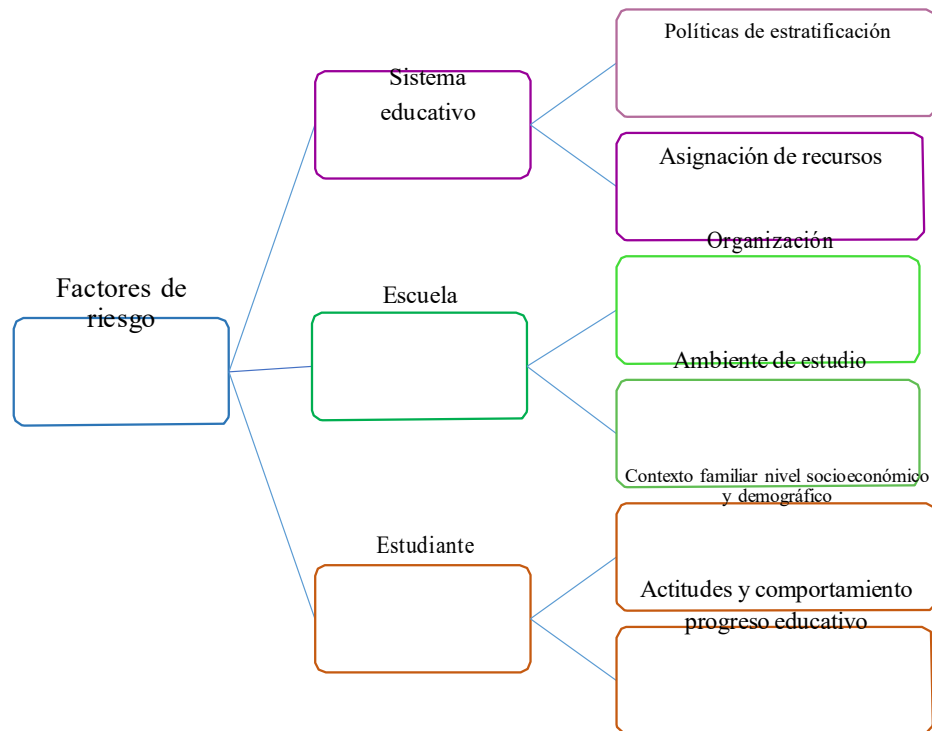 Políticas de estratificación
Sistema
educativo
Asignación de recursos
Organización
Factores de
riesgo
Escuela
Ambiente de estudio
Contexto familiar nivel socioeconómico
y demográfico
Estudiante
Actitudes y comportamiento
progreso educativo